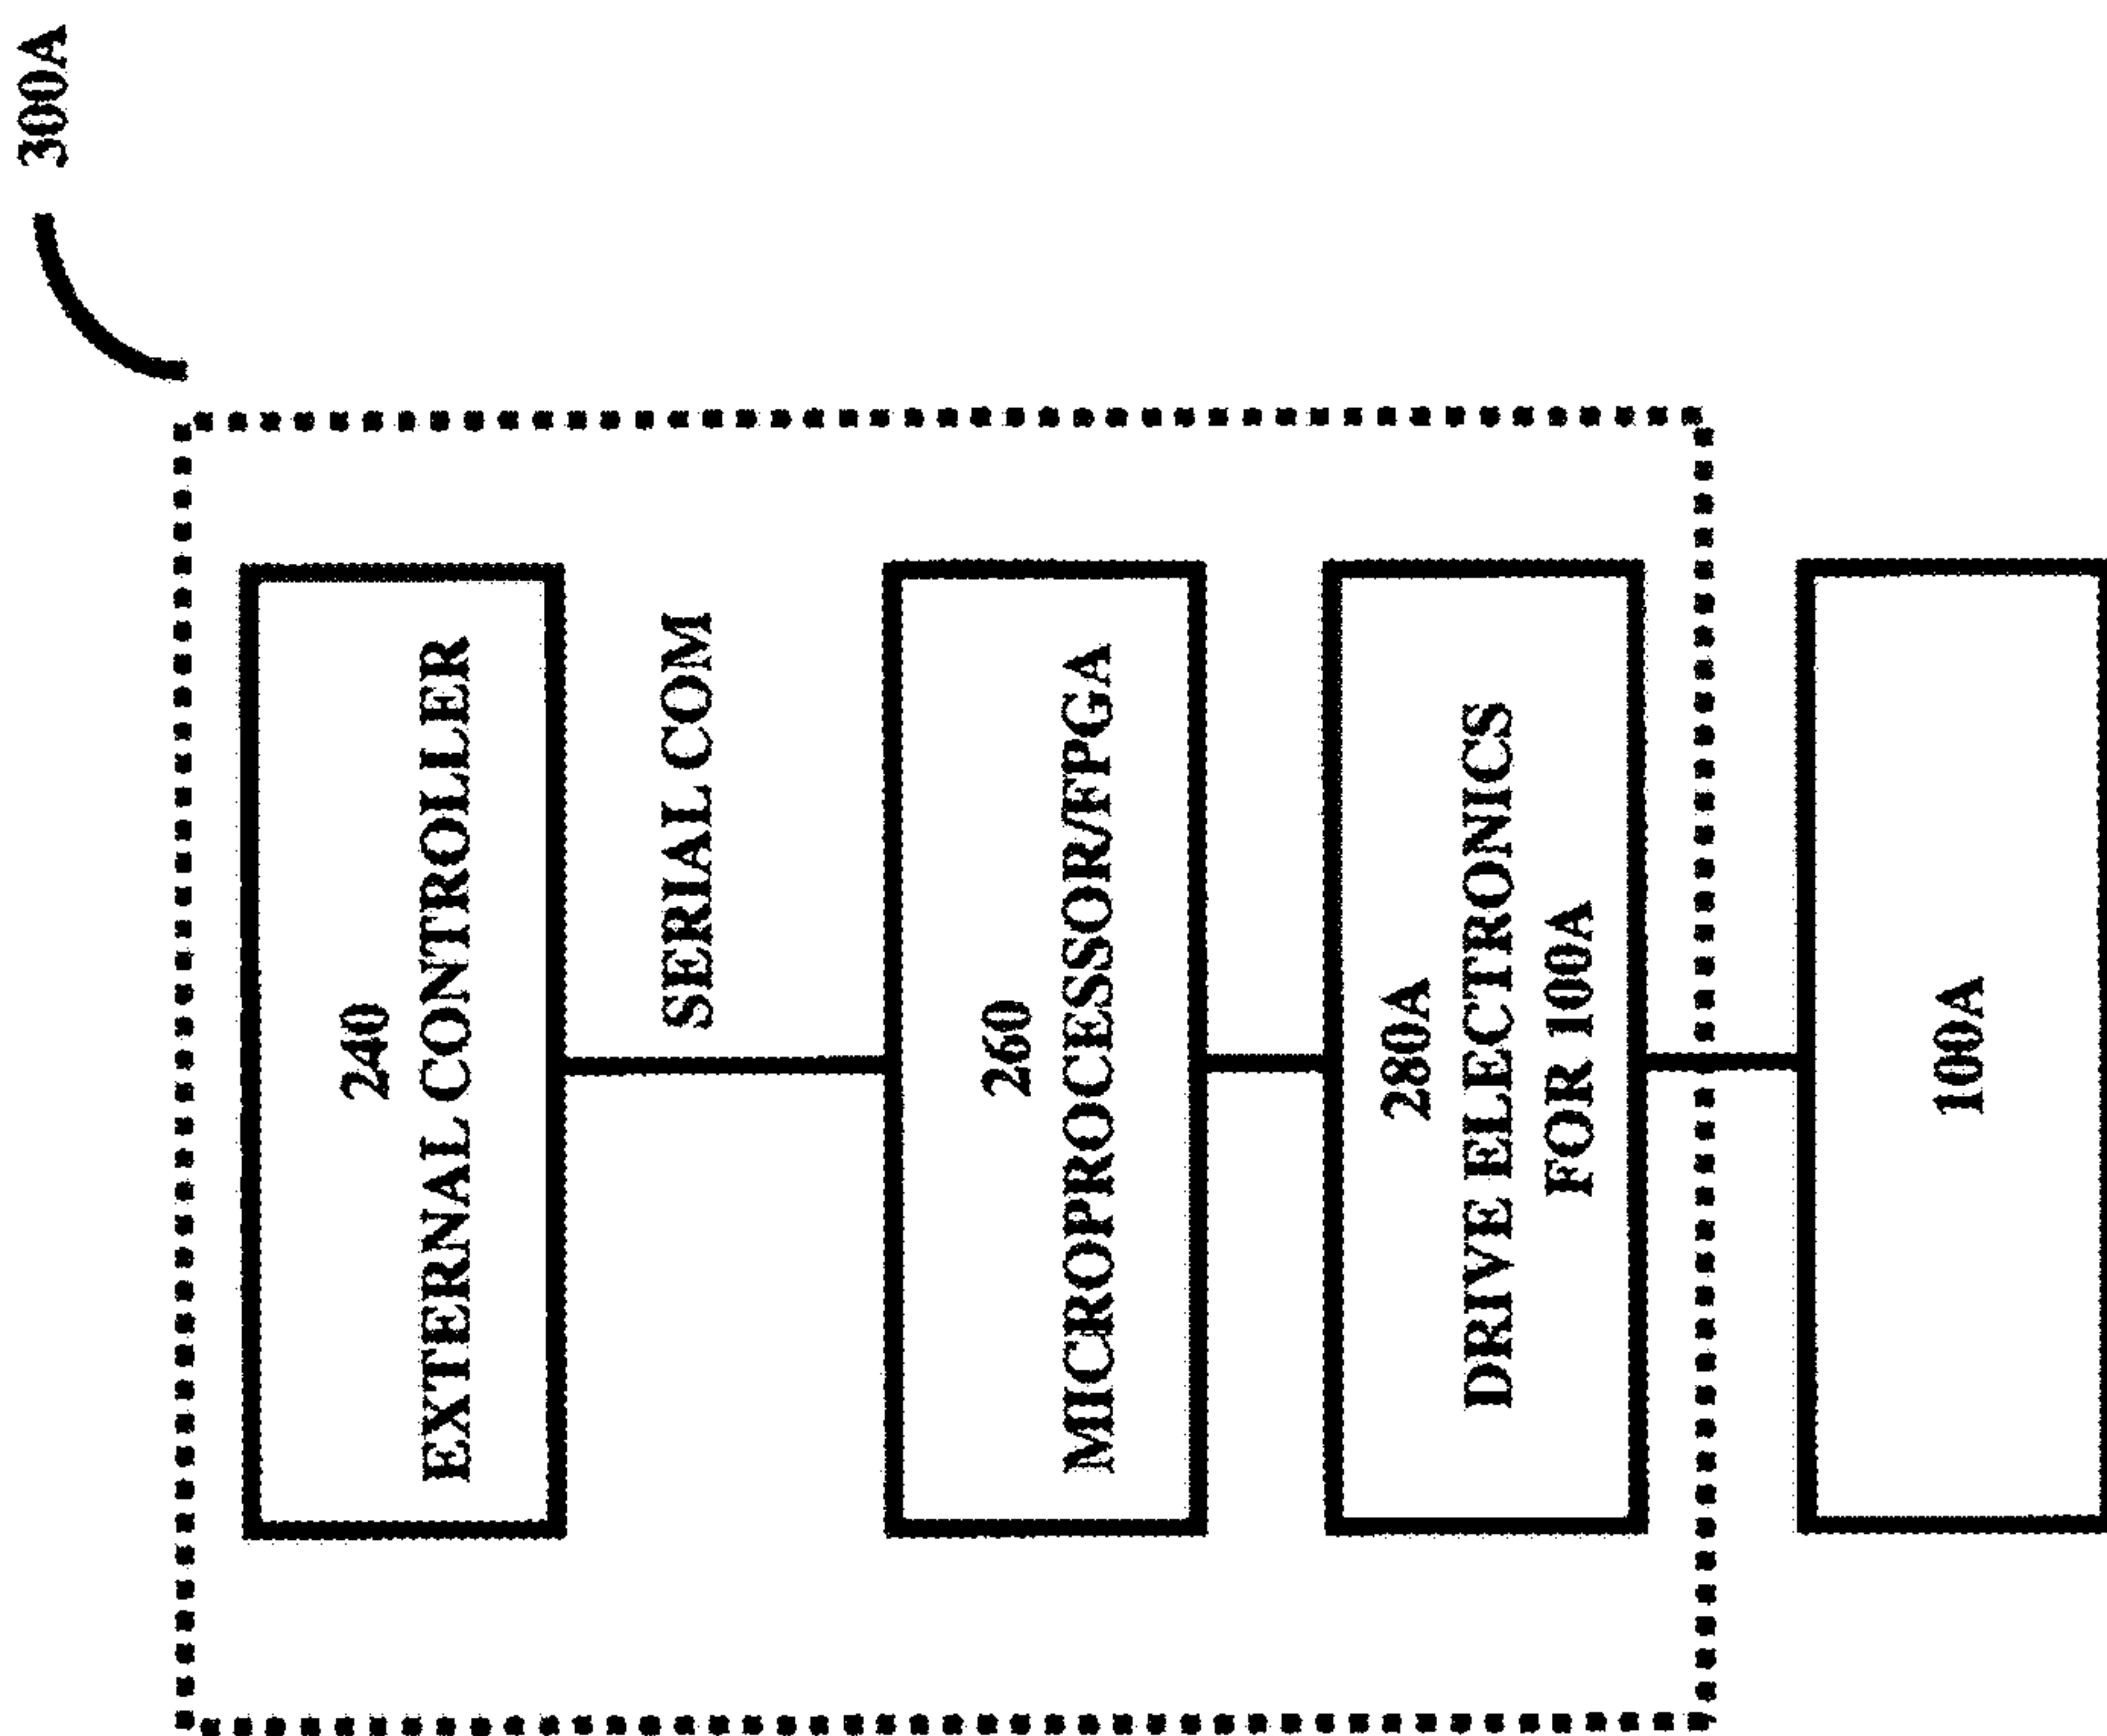 300A
240
EXTERNAL CONTROLLER
SERIAL COM
260
MICROPROCESSOR/FPGA
280A
DRIVE ELECTRONICS
FOR 100A
100A